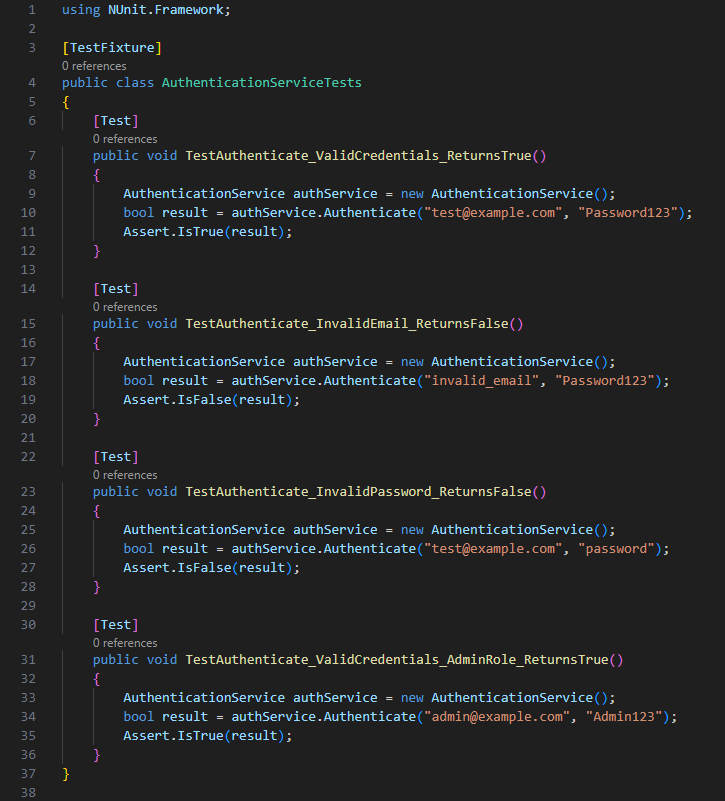 1 using NUnit.Framework;
2
3 [TestFixture]
0 references
4 public class AuthenticationServiceTests
5 {
6 [Test]
0 references
7 public void TestAuthenticate_ValidCredentials_ReturnsTrue()
8 {
9 AuthenticationService authService = new AuthenticationService();
10 bool result = authService.Authenticate("test@example.com", "Password123");
11 Assert.IsTrue(result);
12 }
13
14 [Test]
0 references
15 public void TestAuthenticate_InvalidEmail_ReturnsFalse()
16 {
17 AuthenticationService authService = new AuthenticationService();
18 bool result = authService.Authenticate("invalid_email", "Password123");
19 Assert.IsFalse(result);
20 }
21
22 [Test]
0 references
23 public void TestAuthenticate_InvalidPassword_ReturnsFalse()
24 {
25 AuthenticationService authService = new AuthenticationService();
26 bool result = authService.Authenticate("test@example.com", "password");
27 Assert.IsFalse(result);
28 }
29
30 [Test]
0 references
31 public void TestAuthenticate_ValidCredentials_AdminRole_ReturnsTrue()
32 {
33 AuthenticationService authService = new AuthenticationService();
34 bool result = authService.Authenticate("admin@example.com", "Admin123");
35 Assert.IsTrue(result);
36 }
37 }
38